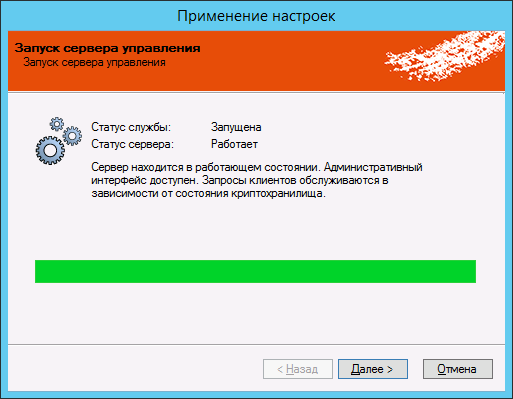 Применение настроек
Запуск сервера управления
Запуск сервера управления
Статус службы: Запущена
Статус сервера: Работает
Сервер находится в работающем состоянии. Административный
интерфейс доступен. Запросы клиентов обслуживаются в
зависимости от состояния криптохранилища.
< Назад Далее > Отмена